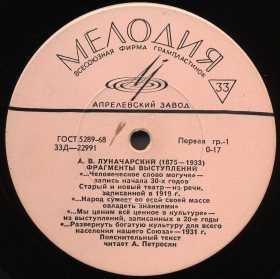 МЕЛОДИЯ
ВСЕСОЮЗНАЯ ФИРМА ГРАМПЛАСТИНОК
33
АПРЕЛЕВСКИЙ ЗАВОД
ГОСТ 5289-68
33Д—22991
Первая гр.-1
0-17
А. В. ЛУНАЧАРСКИЙ (1875—1933)
ФРАГМЕНТЫ ВЫСТУПЛЕНИЙ
«...Человеческое слово могуче» —
запись начала 30-х годов
Старый и новый театр — из речи,
записанной в 1919 г.
«...Народ сумеет во всей своей массе
овладеть знаниями»
«...Мы ценим всё ценное в культуре» —
из выступлений, записанных в 20-е годы
«...Развернуть богатую культуру для всего
населения нашего Союза» — 1931 г.
Пояснительный текст
читает А. Петросян